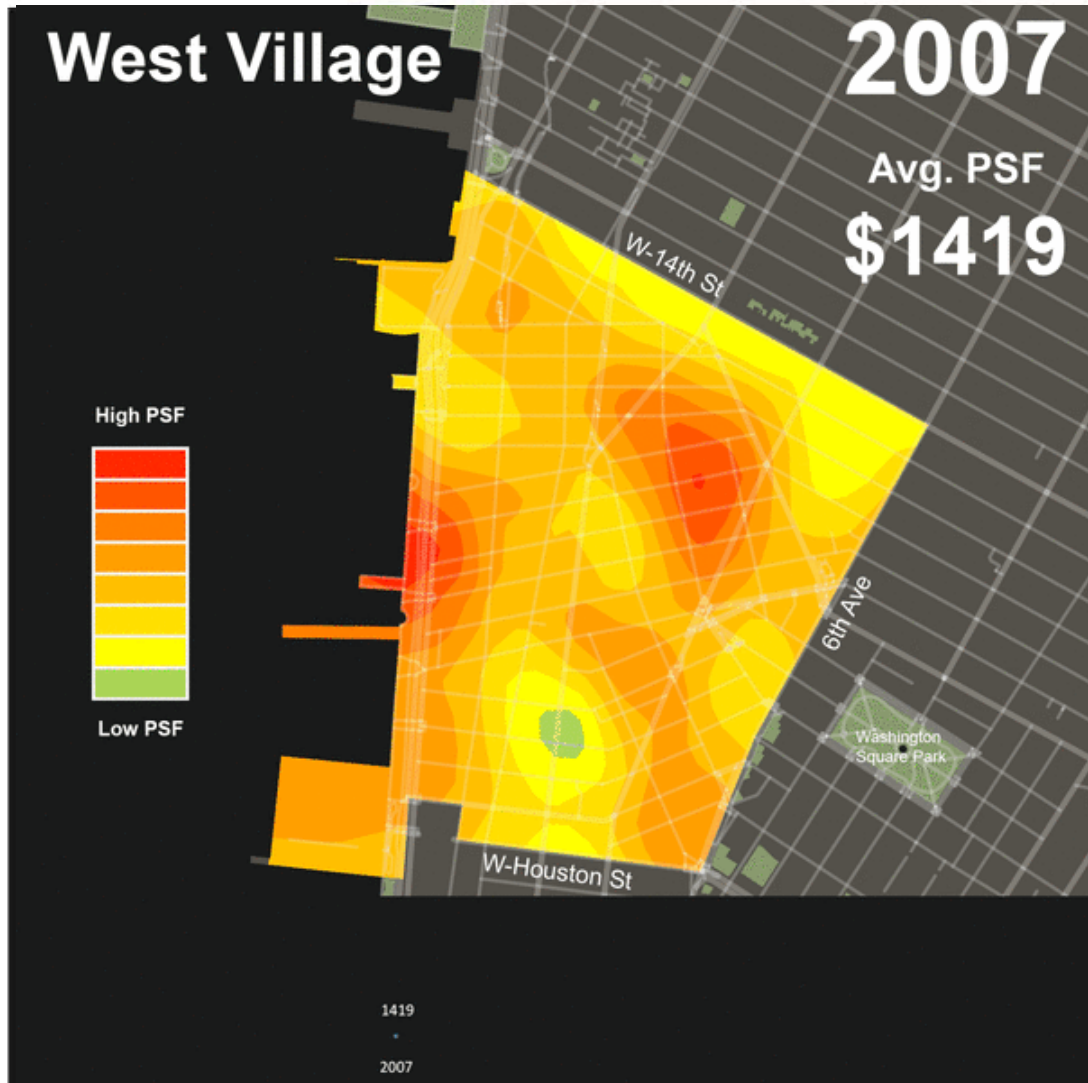 West Village
2007
Avg. PSF
$1419
W-14th St
High PSF
6th Ave
Low PSF
Washington
Square Park
W-Houston St
1419
2007